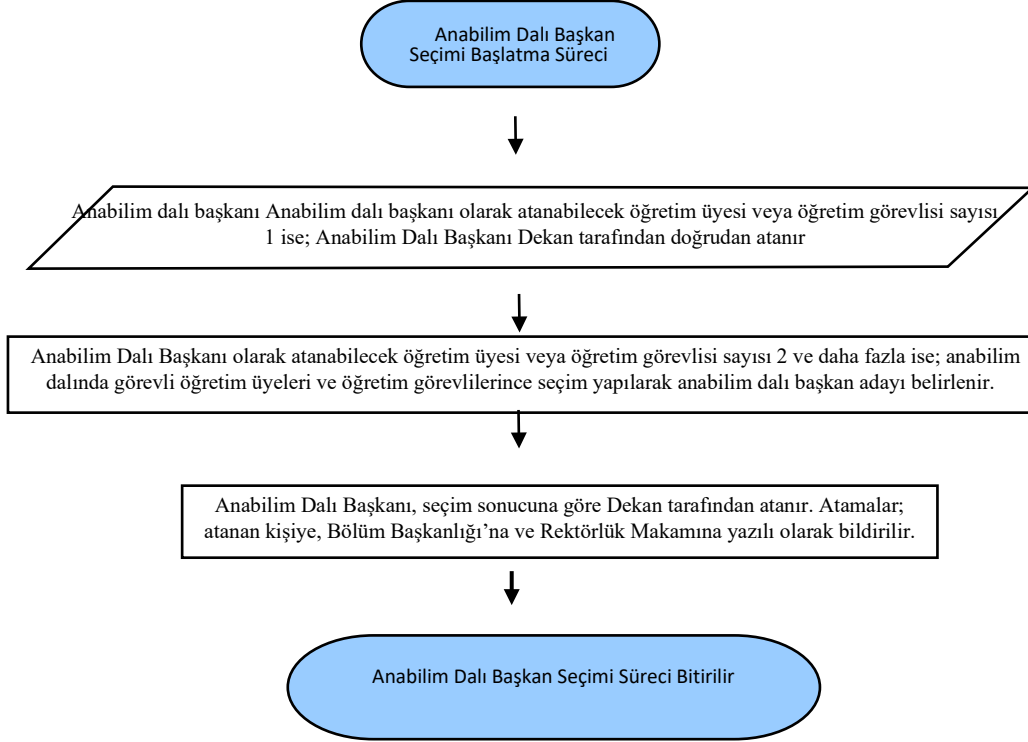 Anabilim Dalı Başkan
Seçimi Başlatma Süreci
Anabilim dalı başkanı Anabilim dalı başkanı olarak atanabilecek öğretim üyesi veya öğretim görevlisi sayısı
1 ise; Anabilim Dalı Başkanı Dekan tarafından doğrudan atanır
Anabilim Dalı Başkanı olarak atanabilecek öğretim üyesi veya öğretim görevlisi sayısı 2 ve daha fazla ise; anabilim
dalında görevli öğretim üyeleri ve öğretim görevlilerince seçim yapılarak anabilim dalı başkan adayı belirlenir.
Anabilim Dalı Başkanı, seçim sonucuna göre Dekan tarafından atanır. Atamalar;
atanan kişiye, Bölüm Başkanlığı’na ve Rektörlük Makamına yazılı olarak bildirilir.
Anabilim Dalı Başkan Seçimi Süreci Bitirilir